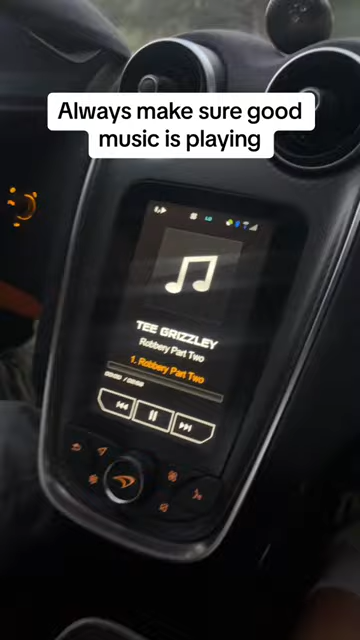 Always make sure good
music is playing
TEE GRIZZLEY
Robbery Part Two
1. Robbery Part Two